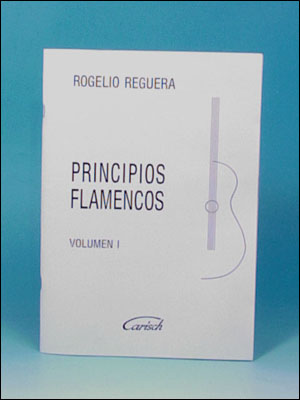 ROGELIO REGUERA
PRINCIPIOS
FLAMENCOS
VOLUMEN I
Carisch